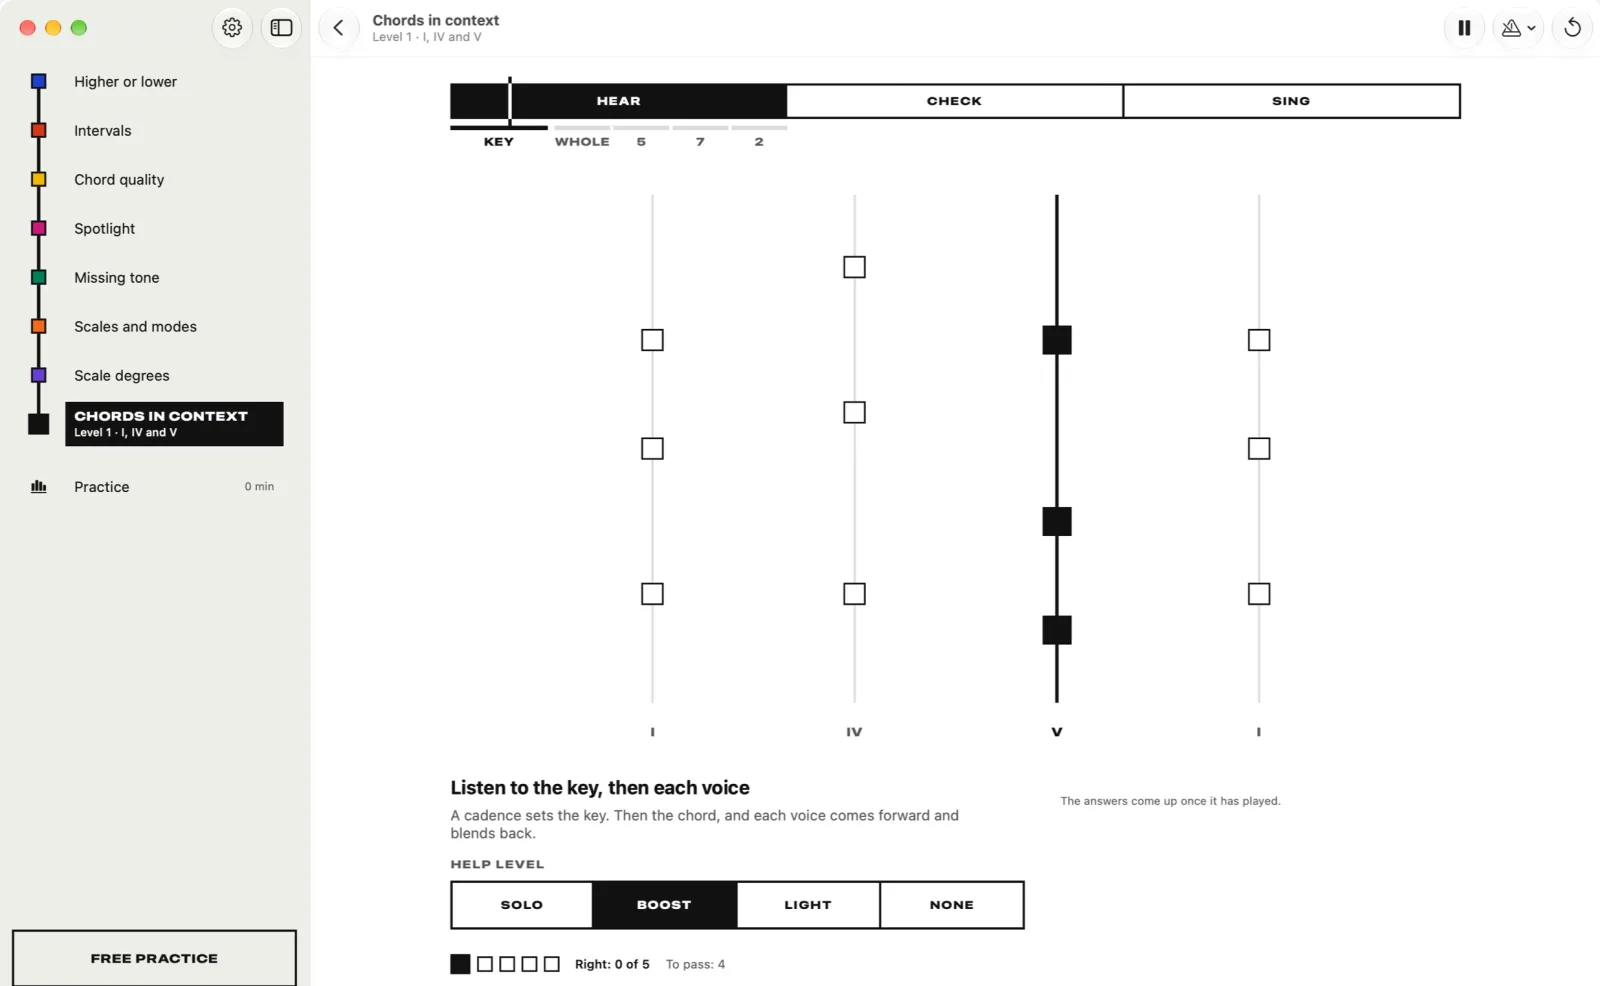 Chords in context
Level 1 · I, IV and V
Higher or lower
Intervals
Chord quality
Spotlight
Missing tone
Scales and modes
Scale degrees
CHORDS IN CONTEXT
Level 1 · I, IV and V
Practice
0 min
FREE PRACTICE
HEAR
CHECK
SING
KEY
WHOLE
5
7
2
I
IV
V
I
Listen to the key, then each voice
A cadence sets the key. Then the chord, and each voice comes forward and
blends back.
The answers come up once it has played.
HELP LEVEL
SOLO
BOOST
LIGHT
NONE
Right: 0 of 5
To pass: 4